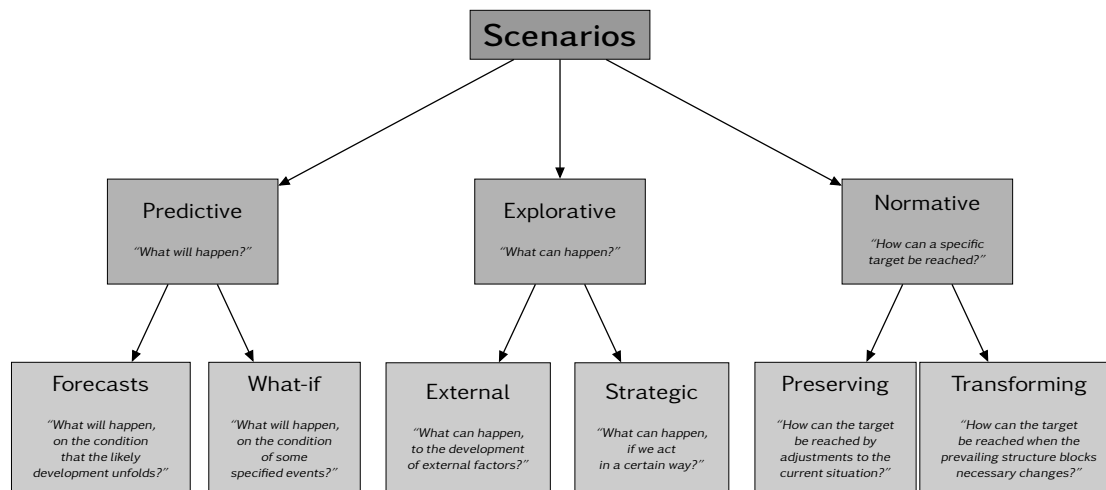 Scenarios
Predictive
"What will happen?"
Explorative
"What can happen?"
Normative
"How can a specific
target be reached?"
Forecasts
"What will happen,
on the condition
that the likely
development unfolds?"
What-if
"What will happen,
on the condition
of some
specified events?"
External
"What can happen,
to the development
of external factors?"
Strategic
"What can happen,
if we act
in a certain way?"
Preserving
"How can the target
be reached by
adjustments to the
current situation?"
Transforming
"How can the target
be reached when the
prevailing structure blocks
necessary changes?"